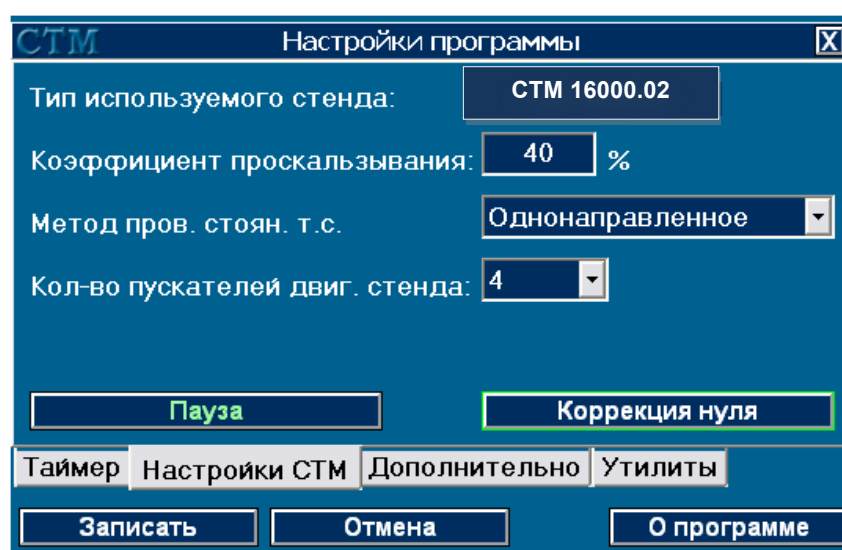 СТМ Настройки программы X
Тип используемого стенда: СТМ 16000.02
Коэффициент проскальзывания: 40 %
Метод пров. стоян. т.с. Однонаправленное
Кол-во пускателей двиг. стенда: 4
Пауза Коррекция нуля
Таймер Настройки СТМ Дополнительно Утилиты
Записать Отмена О программе